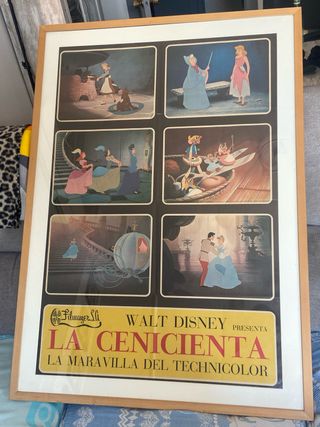 Filmayer S.A.
WALT DISNEY PRESENTA
LA CENICIENTA
LA MARAVILLA DEL TECHNICOLOR